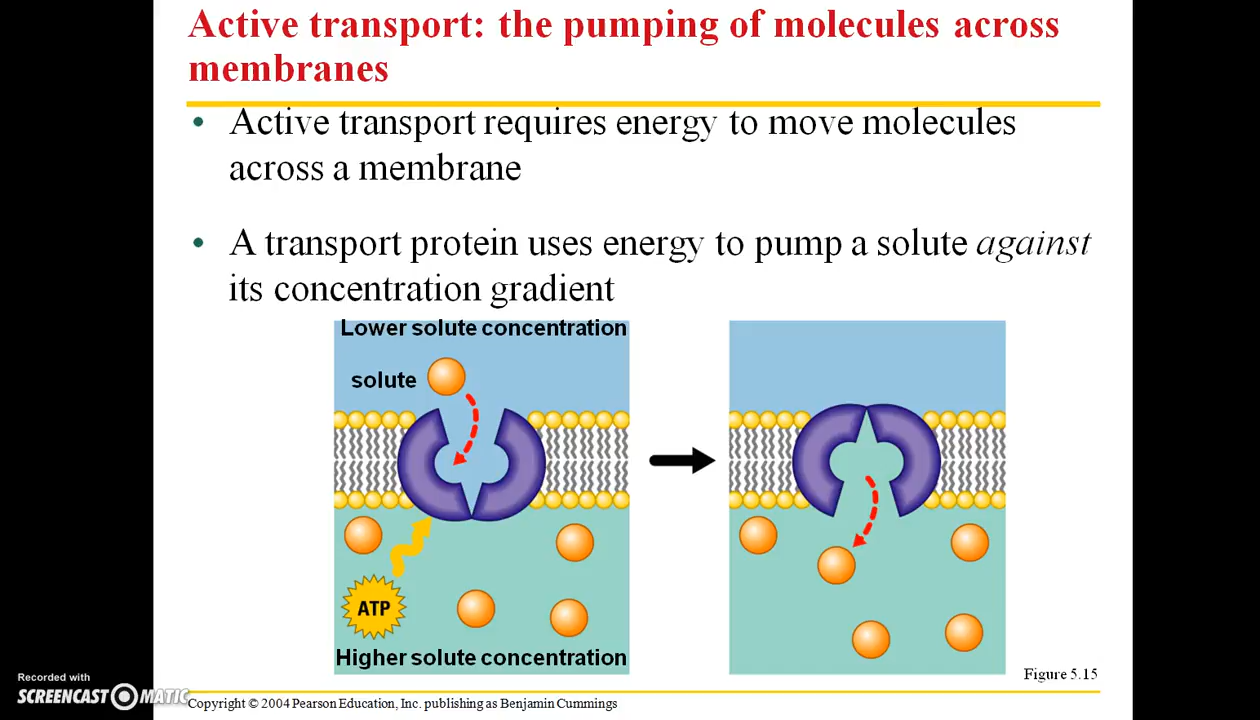 Active transport: the pumping of molecules across
membranes
• Active transport requires energy to move molecules
across a membrane
• A transport protein uses energy to pump a solute against
its concentration gradient
Lower solute concentration
solute
ATP
Higher solute concentration
Figure 5.15
Recorded with
SCREENCAST MATIC
Copyright © 2004 Pearson Education, Inc. publishing as Benjamin Cummings